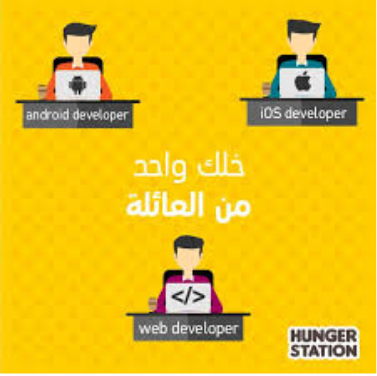 android developer
iOS developer
خلك واحد
من العائلة
</>
web developer
HUNGER
STATION